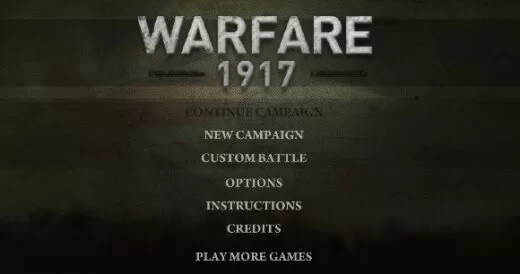 WARFARE
1917
CONTINUE CAMPAIGN
NEW CAMPAIGN
CUSTOM BATTLE
OPTIONS
INSTRUCTIONS
CREDITS
PLAY MORE GAMES